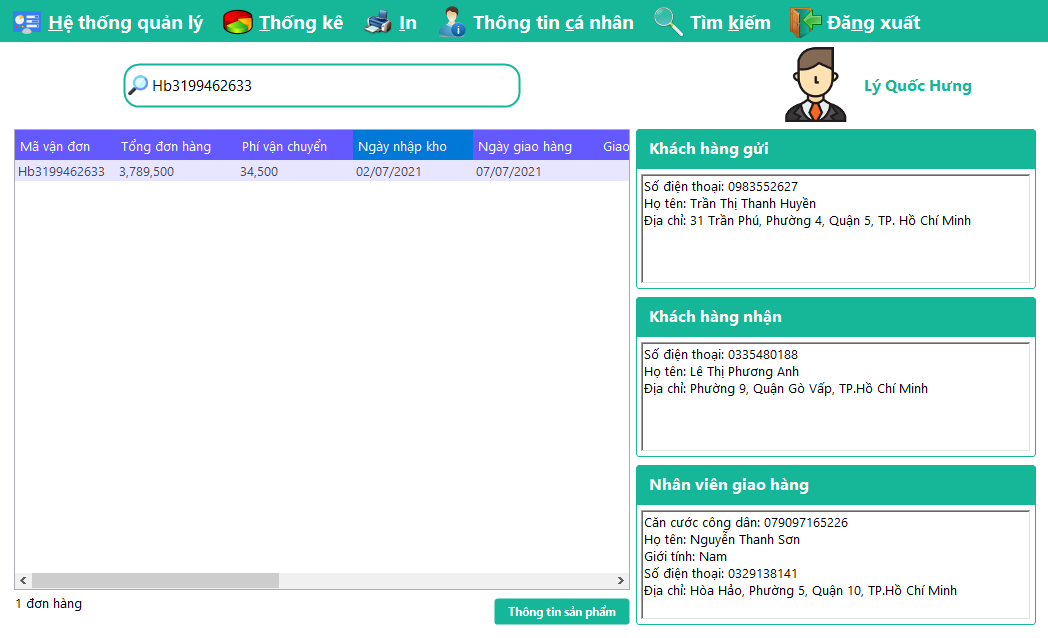 Hệ thống quản lý Thống kê In Thông tin cá nhân Tìm kiếm Đăng xuất
Hb3199462633
Lý Quốc Hưng
Mã vận đơn Tổng đơn hàng Phí vận chuyển Ngày nhập kho Ngày giao hàng Giao
Hb3199462633 3,789,500 34,500 02/07/2021 07/07/2021
1 đơn hàng
Thông tin sản phẩm
Khách hàng gửi
Số điện thoại: 0983552627
Họ tên: Trần Thị Thanh Huyền
Địa chỉ: 31 Trần Phú, Phường 4, Quận 5, TP. Hồ Chí Minh
Khách hàng nhận
Số điện thoại: 0335480188
Họ tên: Lê Thị Phương Anh
Địa chỉ: Phường 9, Quận Gò Vấp, TP.Hồ Chí Minh
Nhân viên giao hàng
Căn cước công dân: 079097165226
Họ tên: Nguyễn Thanh Sơn
Giới tính: Nam
Số điện thoại: 0329138141
Địa chỉ: Hòa Hảo, Phường 5, Quận 10, TP.Hồ Chí Minh